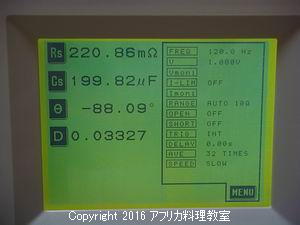 Rs 220.86mΩ
Cs 199.82μF
θ -88.09°
D 0.03327
FREQ 120.0 Hz
V 1.000V
Vmoni
I-LIM OFF
Imoni
RANGE AUTO 10Ω
OPEN OFF
SHORT OFF
TRIG INT
DELAY 0.00s
AVE 32 TIMES
SPEED SLOW
MENU
Copyright 2016 アフリカ料理教室